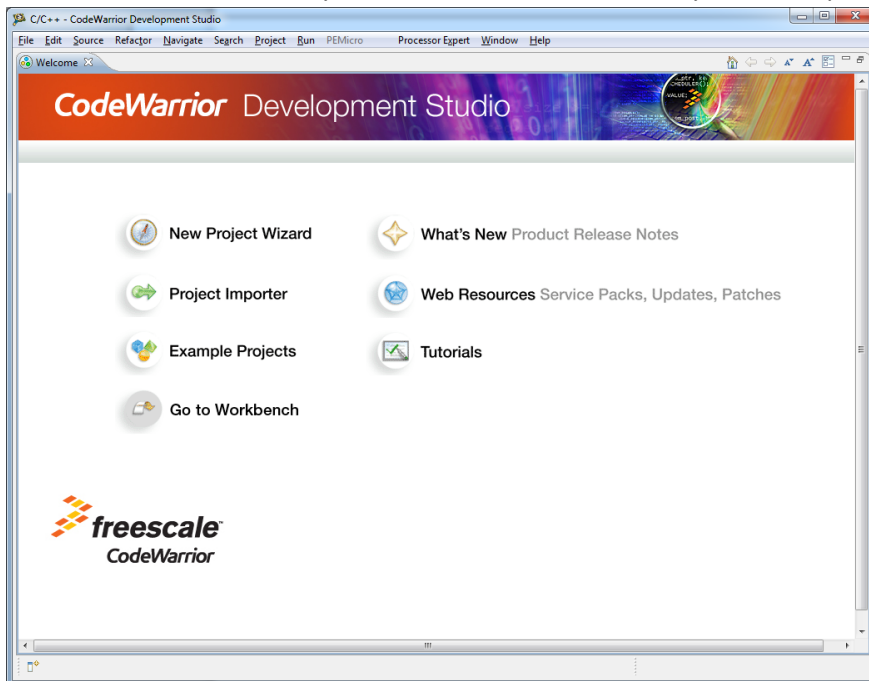 C/C++ - CodeWarrior Development Studio
File Edit Source Refactor Navigate Search Project Run PEMicro Processor Expert Window Help
Welcome
CodeWarrior Development Studio
VALUE:
New Project Wizard
What's New Product Release Notes
Project Importer
Web Resources Service Packs, Updates, Patches
Example Projects
Tutorials
Go to Workbench
freescale™
CodeWarrior